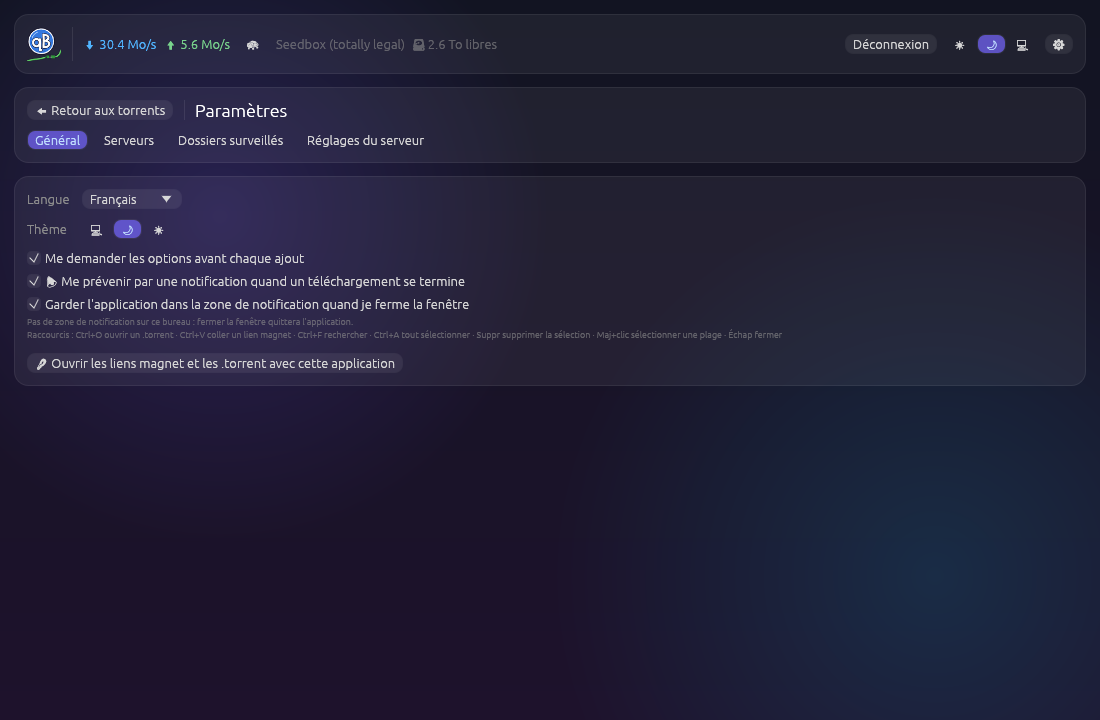 qB
30.4 Mo/s 5.6 Mo/s Seedbox (totally legal) 2.6 To libres Déconnexion
Retour aux torrents Paramètres
Général Serveurs Dossiers surveillés Réglages du serveur
Langue Français
Thème
Me demander les options avant chaque ajout
Me prévenir par une notification quand un téléchargement se termine
Garder l'application dans la zone de notification quand je ferme la fenêtre
Pas de zone de notification sur ce bureau : fermer la fenêtre quittera l'application.
Raccourcis : Ctrl+O ouvrir un .torrent · Ctrl+V coller un lien magnet · Ctrl+F rechercher · Ctrl+A tout sélectionner · Suppr supprimer la sélection · Maj+clic sélectionner une plage · Échap fermer
Ouvrir les liens magnet et les .torrent avec cette application